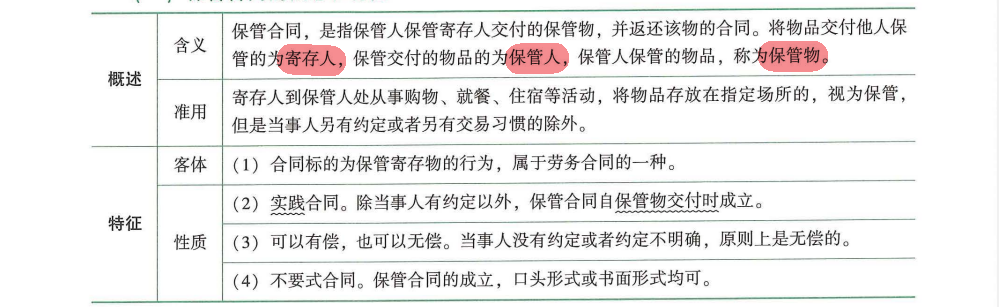 概述
含义
保管合同，是指保管人保管寄存人交付的保管物，并返还该物的合同。将物品交付他人保
管的为寄存人，保管交付的物品的为保管人，保管人保管的物品，称为保管物。
准用
寄存人到保管人处从事购物、就餐、住宿等活动，将物品存放在指定场所的，视为保管，
但是当事人另有约定或者另有交易习惯的除外。
特征
客体
（1）合同标的为保管寄存物的行为，属于劳务合同的一种。
性质
（2）实践合同。除当事人有约定以外，保管合同自保管物交付时成立。
（3）可以有偿，也可以无偿。当事人没有约定或者约定不明确，原则上是无偿的。
（4）不要式合同。保管合同的成立，口头形式或书面形式均可。